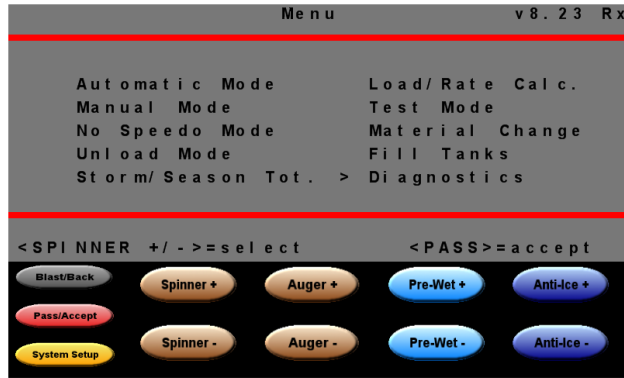 Menu v8.23 Rx
Automatic Mode Load/Rate Calc.
Manual Mode Test Mode
No Speedo Mode Material Change
Unload Mode Fill Tanks
Storm/Season Tot. > Diagnostics
<SPINNER +/->=select <PASS>=accept
Blast/Back
Spinner + Auger + Pre-Wet + Anti-Ice +
Pass/Accept
Spinner - Auger - Pre-Wet - Anti-Ice -
System Setup